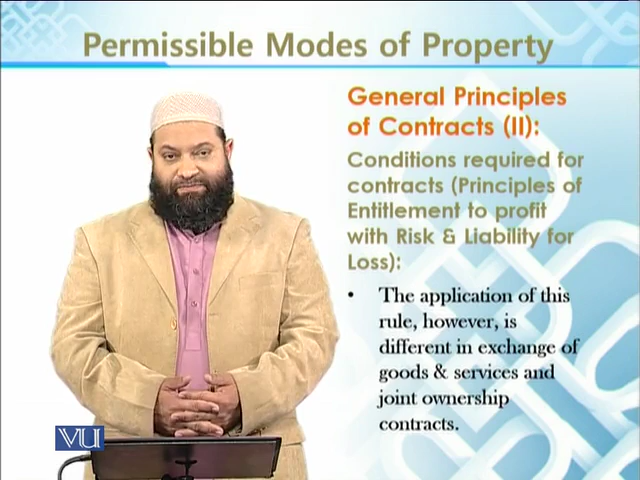 Permissible Modes of Property
General Principles
of Contracts (II):
Conditions required for
contracts (Principles of
Entitlement to profit
with Risk & Liability for
Loss):
• The application of this
rule, however, is
different in exchange of
goods & services and
joint ownership
contracts.
VU